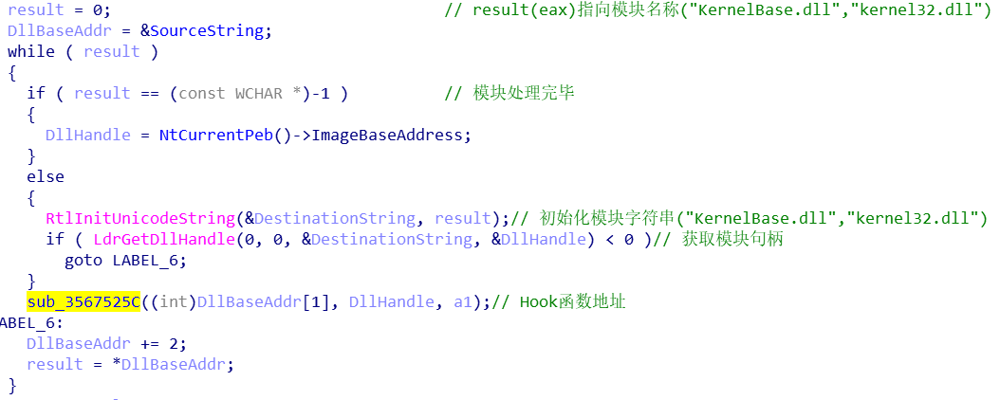 result = 0; // result(eax)指向模块名称("KernelBase.dll","kernel32.dll")
DllBaseAddr = &SourceString;
while ( result )
{
if ( result == (const WCHAR *)-1 ) // 模块处理完毕
{
DllHandle = NtCurrentPeb()->ImageBaseAddress;
}
else
{
RtlInitUnicodeString(&DestinationString, result);// 初始化模块字符串("KernelBase.dll","kernel32.dll")
if ( LdrGetDllHandle(0, 0, &DestinationString, &DllHandle) < 0 )// 获取模块句柄
goto LABEL_6;
}
sub_3567525C((int)DllBaseAddr[1], DllHandle, a1);// Hook函数地址
ABEL_6:
DllBaseAddr += 2;
result = *DllBaseAddr;
}